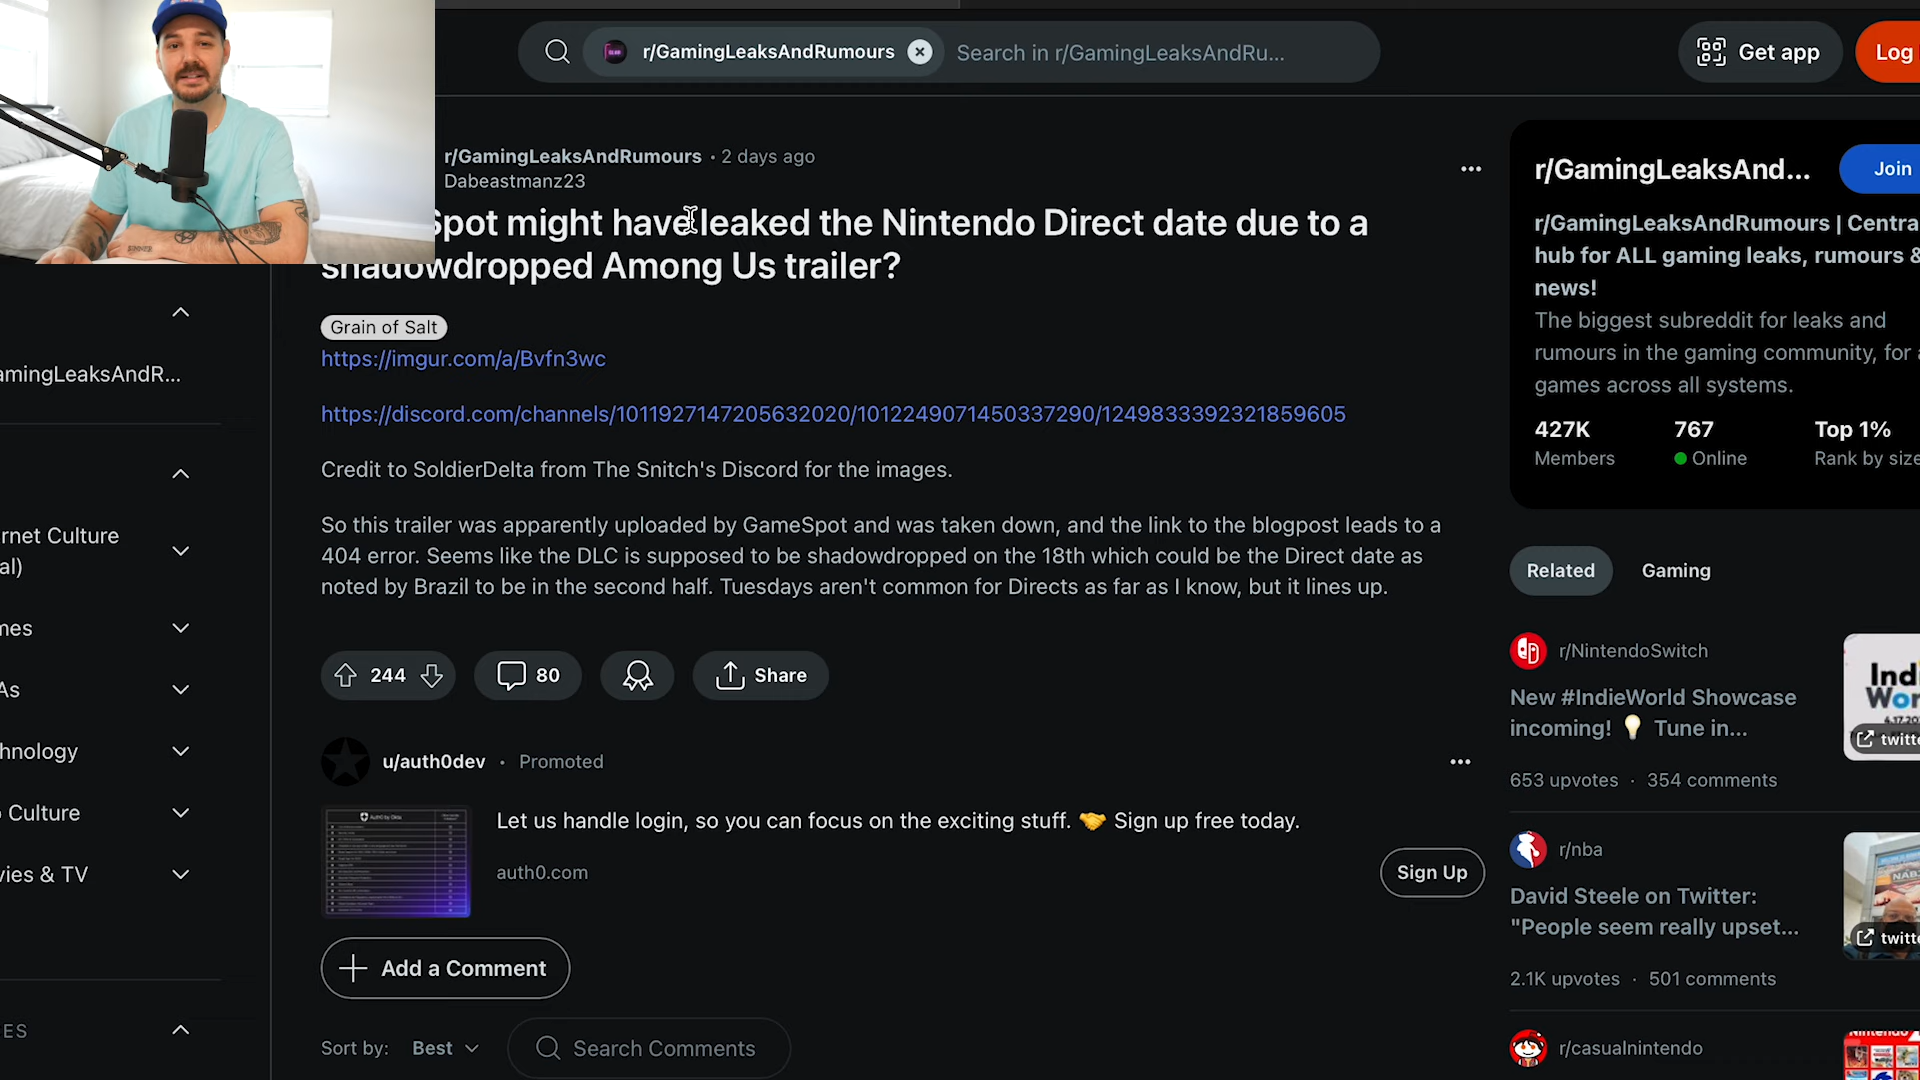 r/GamingLeaksAndRumours
Search in r/GamingLeaksAndRu...
Get app
Log
r/GamingLeaksAndRumours • 2 days ago
Dabeastmanz23
Spot might have leaked the Nintendo Direct date due to a
shadowdropped Among Us trailer?
Grain of Salt
https://imgur.com/a/Bvfn3wc
https://discord.com/channels/1011927147205632020/1012249071450337290/1249833392321859605
Credit to SoldierDelta from The Snitch's Discord for the images.
So this trailer was apparently uploaded by GameSpot and was taken down, and the link to the blogpost leads to a
404 error. Seems like the DLC is supposed to be shadowdropped on the 18th which could be the Direct date as
noted by Brazil to be in the second half. Tuesdays aren't common for Directs as far as I know, but it lines up.
244
80
Share
u/auth0dev • Promoted
Let us handle login, so you can focus on the exciting stuff. 🤝 Sign up free today.
auth0.com
Sign Up
Add a Comment
Sort by: Best
Search Comments
amingLeaksAndR...
rnet Culture
al)
mes
As
hnology
Culture
vies & TV
ES
r/GamingLeaksAnd...
Join
r/GamingLeaksAndRumours | Centra
hub for ALL gaming leaks, rumours &
news!
The biggest subreddit for leaks and
rumours in the gaming community, for a
games across all systems.
427K
Members
767
Online
Top 1%
Rank by size
Related
Gaming
r/NintendoSwitch
New #IndieWorld Showcase
incoming! 💡 Tune in...
653 upvotes · 354 comments
Indi
Wor
4.17.20
twitte
r/nba
David Steele on Twitter:
"People seem really upset...
2.1K upvotes · 501 comments
twitte
r/casualnintendo